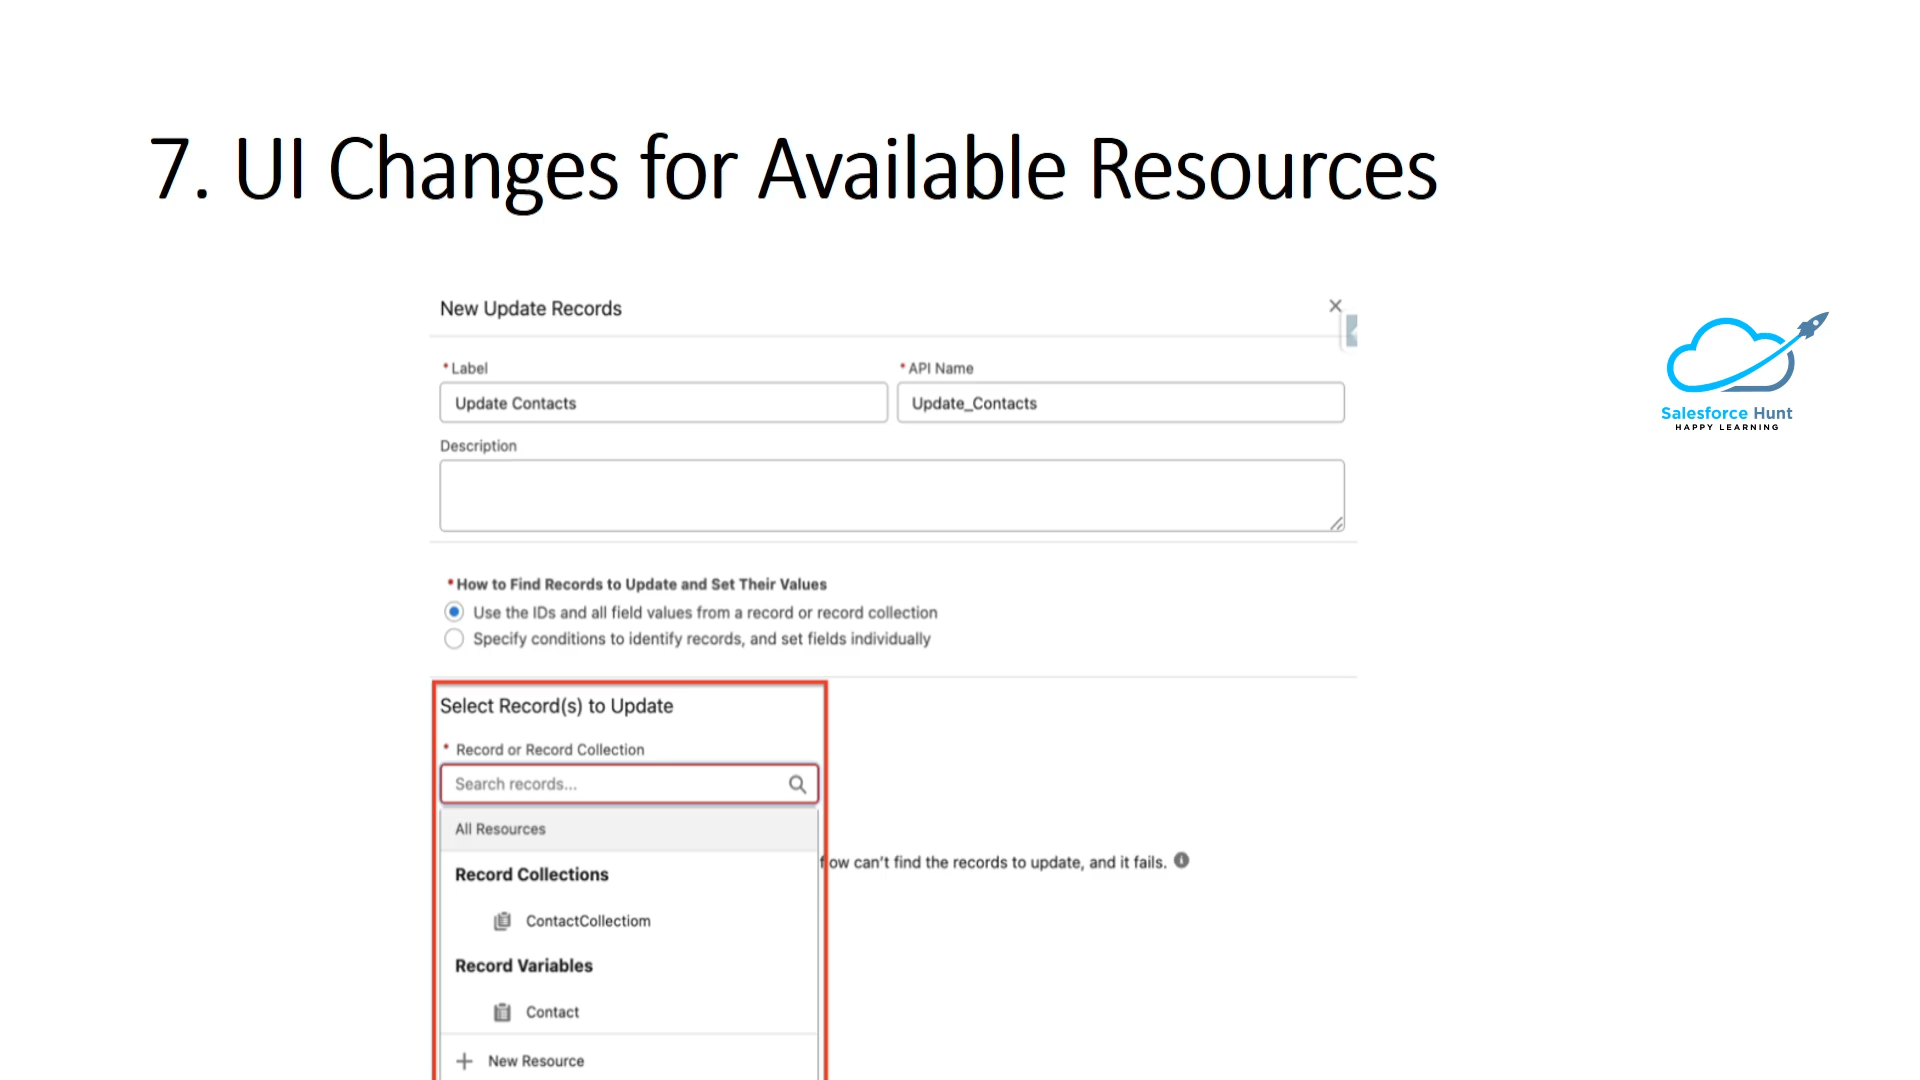 7. UI Changes for Available Resources
New Update Records
* Label
* API Name
Update Contacts
Update_Contacts
Description
* How to Find Records to Update and Set Their Values
Use the IDs and all field values from a record or record collection
Specify conditions to identify records, and set fields individually
Select Record(s) to Update
* Record or Record Collection
Search records...
All Resources
Record Collections
ow can't find the records to update, and it fails.
ContactCollectiom
Record Variables
Contact
New Resource
Salesforce Hunt
HAPPY LEARNING